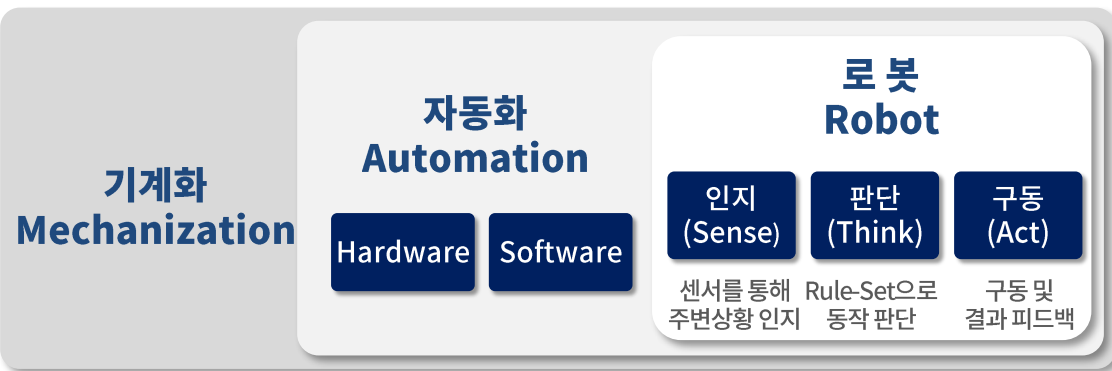 기계화
Mechanization
자동화
Automation
Hardware
Software
로 봇
Robot
인지
(Sense)
센서를 통해
주변상황 인지
판단
(Think)
Rule-Set으로
동작 판단
구동
(Act)
구동 및
결과 피드백